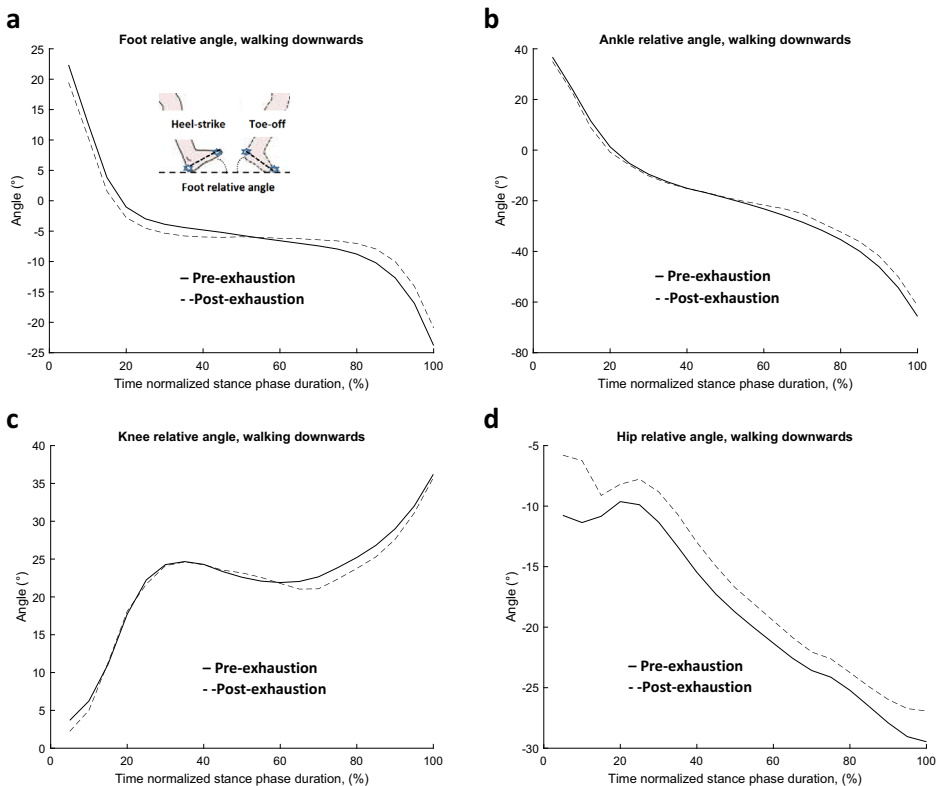 a
Foot relative angle, walking downwards
25
20
15
10
5
0
-5
-10
-15
-20
-25
Angle (°)
Heel-strike Toe-off
Foot relative angle
– Pre-exhaustion
- -Post-exhaustion
0 20 40 60 80 100
Time normalized stance phase duration, (%)
b
Ankle relative angle, walking downwards
40
20
0
-20
-40
-60
-80
Angle (°)
– Pre-exhaustion
- -Post-exhaustion
0 20 40 60 80 100
Time normalized stance phase duration, (%)
c
Knee relative angle, walking downwards
40
35
30
25
20
15
10
5
0
Angle (°)
– Pre-exhaustion
- -Post-exhaustion
0 20 40 60 80 100
Time normalized stance phase duration, (%)
d
Hip relative angle, walking downwards
-5
-10
-15
-20
-25
-30
Angle (°)
– Pre-exhaustion
- -Post-exhaustion
0 20 40 60 80 100
Time normalized stance phase duration, (%)